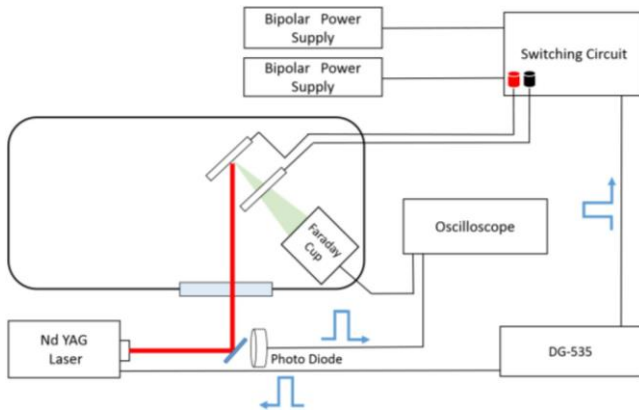 Bipolar Power
Supply
Bipolar Power
Supply
Switching Circuit
Faraday
Cup
Oscilloscope
Nd YAG
Laser
Photo Diode
DG-535